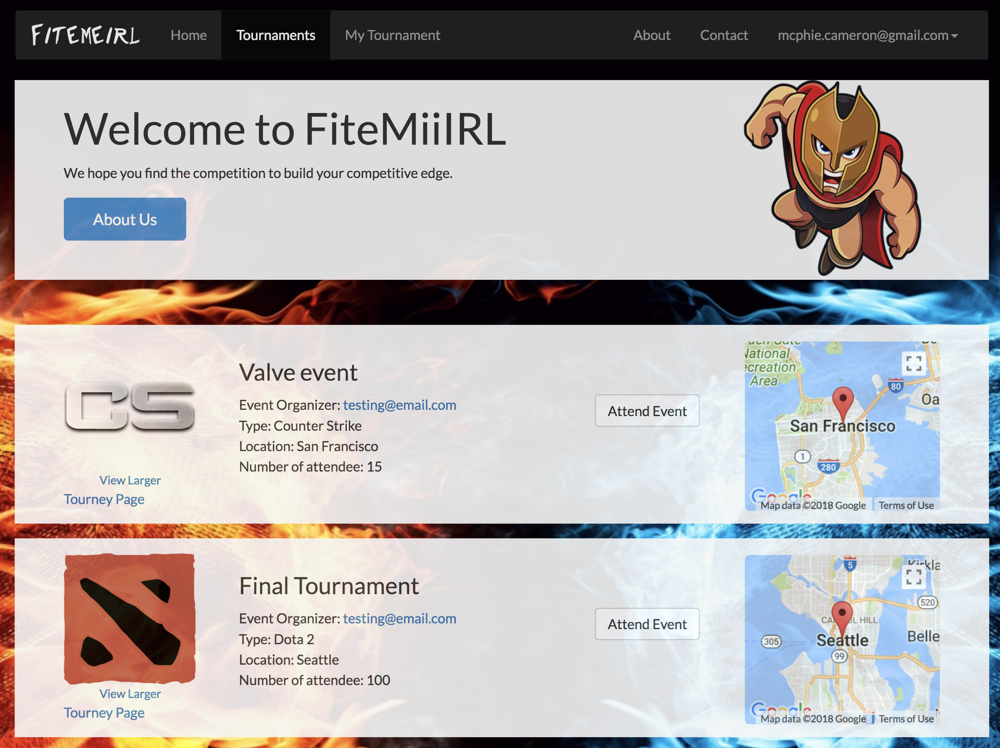 FITEMEIRL Home Tournaments My Tournament About Contact mcphie.cameron@gmail.com
Welcome to FiteMiiIRL
We hope you find the competition to build your competitive edge.
About Us
CS
Valve event
Event Organizer: testing@email.com
Type: Counter Strike
Location: San Francisco
Number of attendee: 15
View Larger
Tourney Page
Attend Event
National
Area
80
Oa
San Francisco
1
280
Google
Map data ©2018 Google Terms of Use
Final Tournament
Event Organizer: testing@email.com
Type: Dota 2
Location: Seattle
Number of attendee: 100
View Larger
Tourney Page
Attend Event
5
Kirkla
520
Belle
Seattle
305
99
Google
Map data ©2018 Google Terms of Use